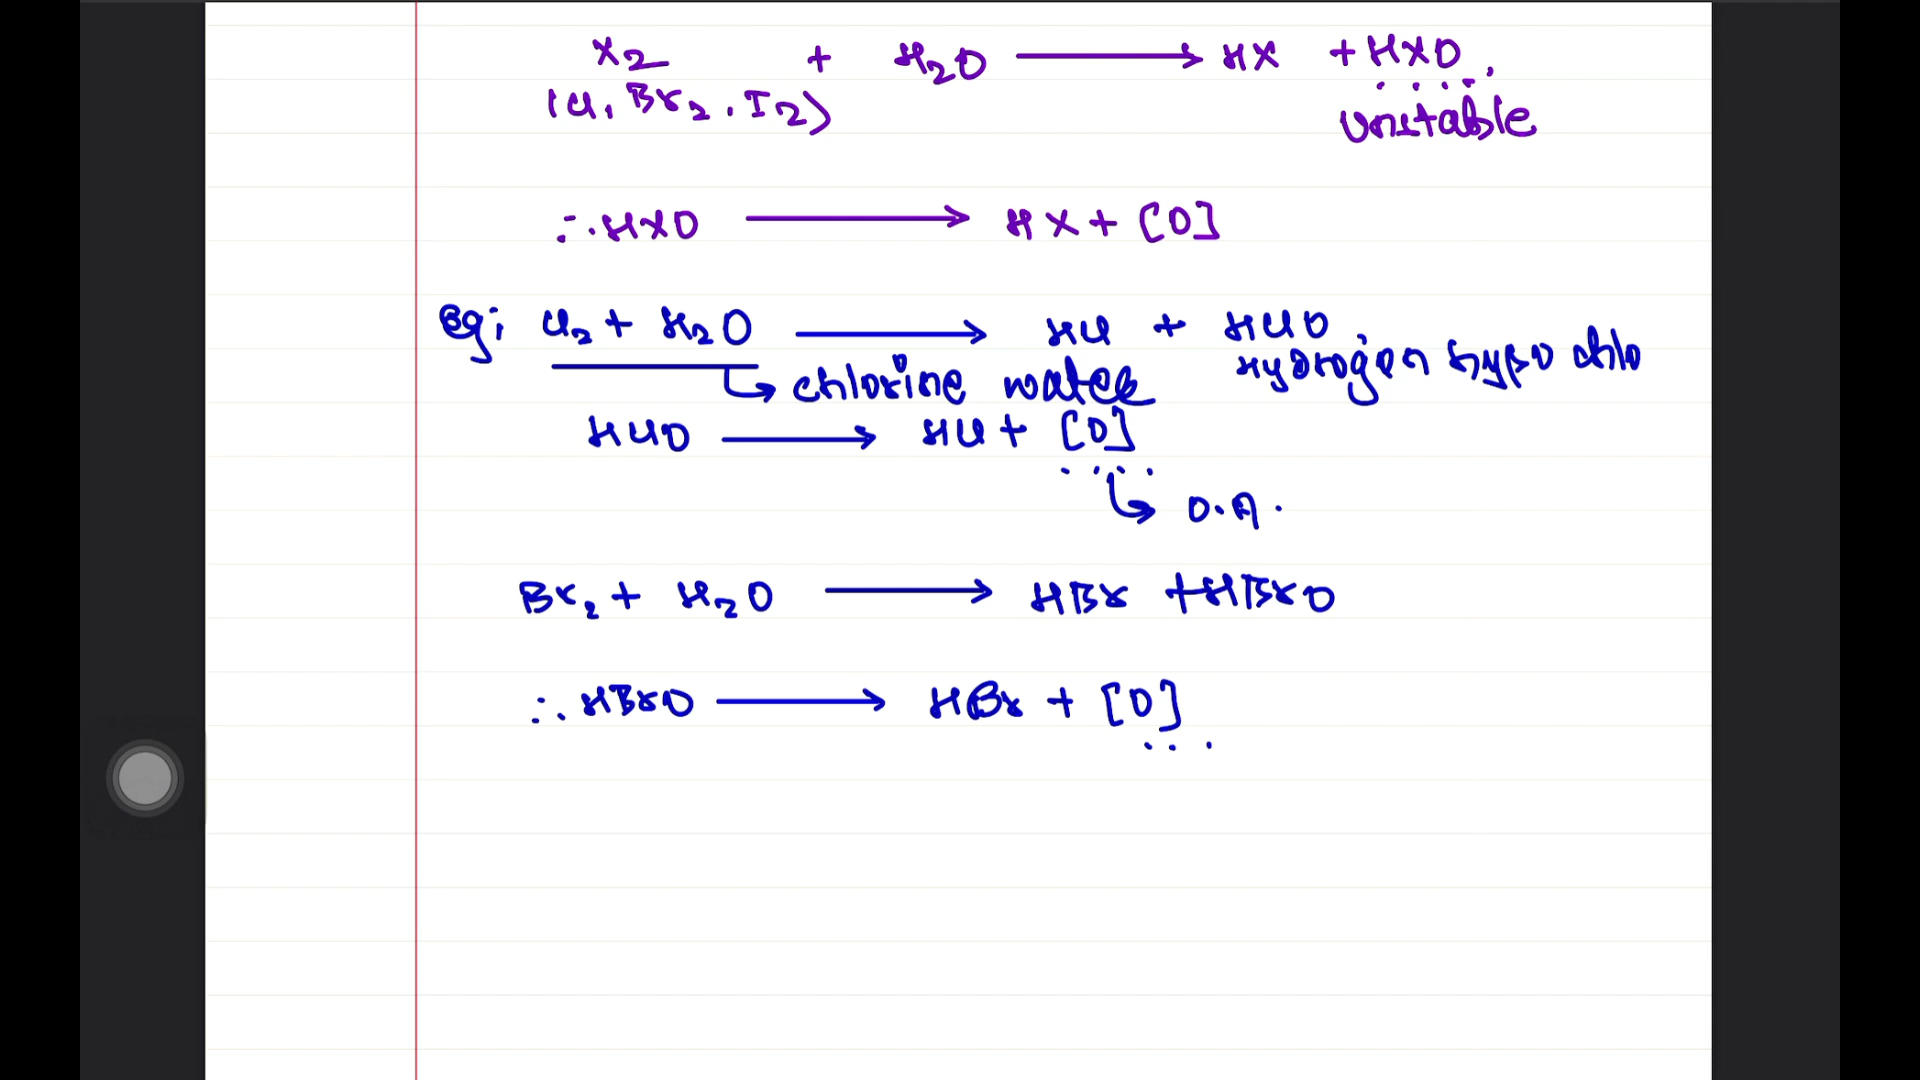 X2 + H2O ⟶ HX + HXO,
(Cl, Br2, I2) unstable
∴ HXO ⟶ HX + [O]
Eg; Cl2 + H2O ⟶ HCl + HClO
↳ chlorine water Hydrogen hypo chlo
HClO ⟶ HCl + [O]
↳ O.A.
Br2 + H2O ⟶ HBr + HBrO
∴ HBrO ⟶ HBr + [O]